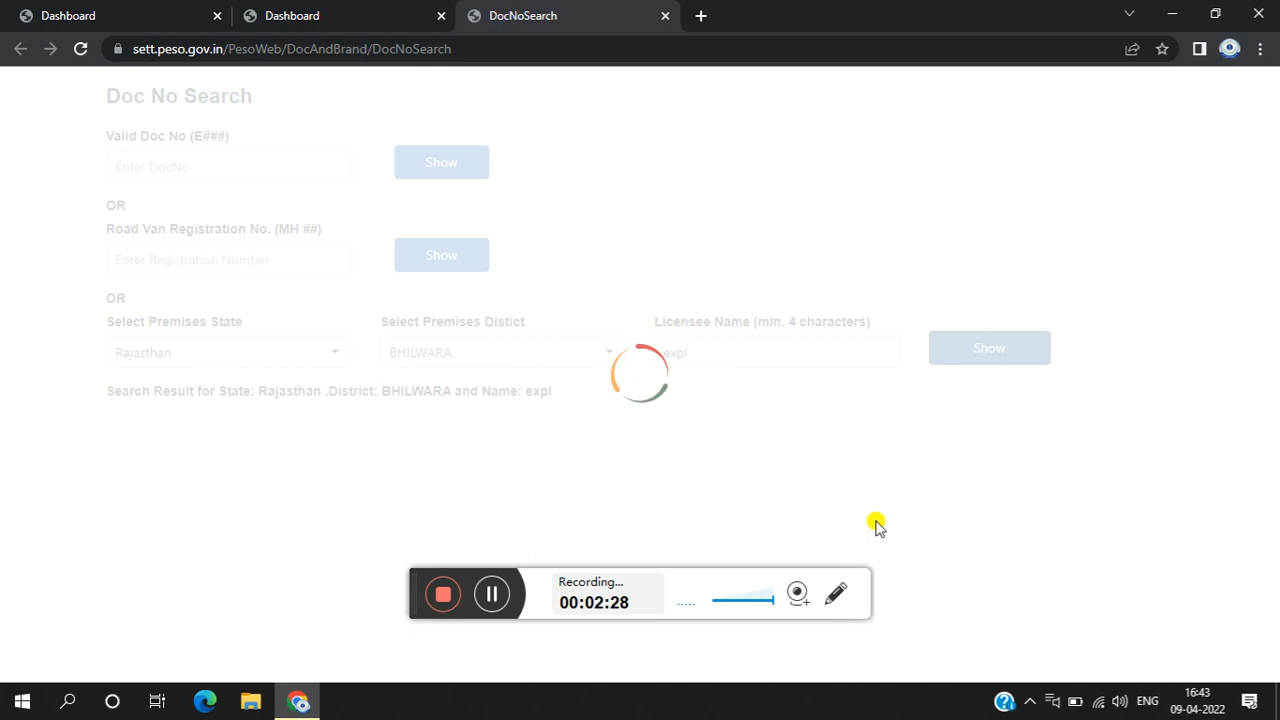 Dashboard
Dashboard
DocNoSearch
sett.peso.gov.in/PesoWeb/DocAndBrand/DocNoSearch
Doc No Search
Valid Doc No (E###)
Enter DocNo
Show
OR
Road Van Registration No. (MH ##)
Enter Registration Number
Show
OR
Select Premises State
Select Premises Distict
Licensee Name (min. 4 characters)
Rajasthan
BHILWARA
expl
Show
Search Result for State: Rajasthan ,District: BHILWARA and Name: expl
Recording...
00:02:28
ENG
16:43
09-04-2022